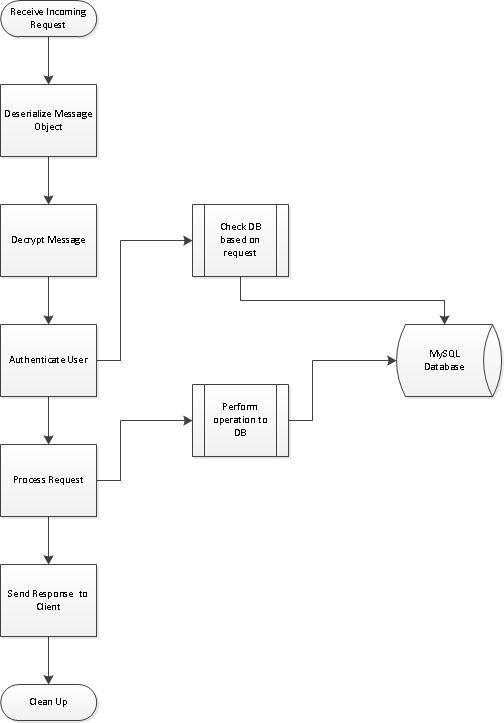 Receive Incoming
Request
Deserialize Message
Object
Decrypt Message
Check DB
based on
request
Authenticate User
MySQL
Database
Perform
operation to
DB
Process Request
Send Response to
Client
Clean Up